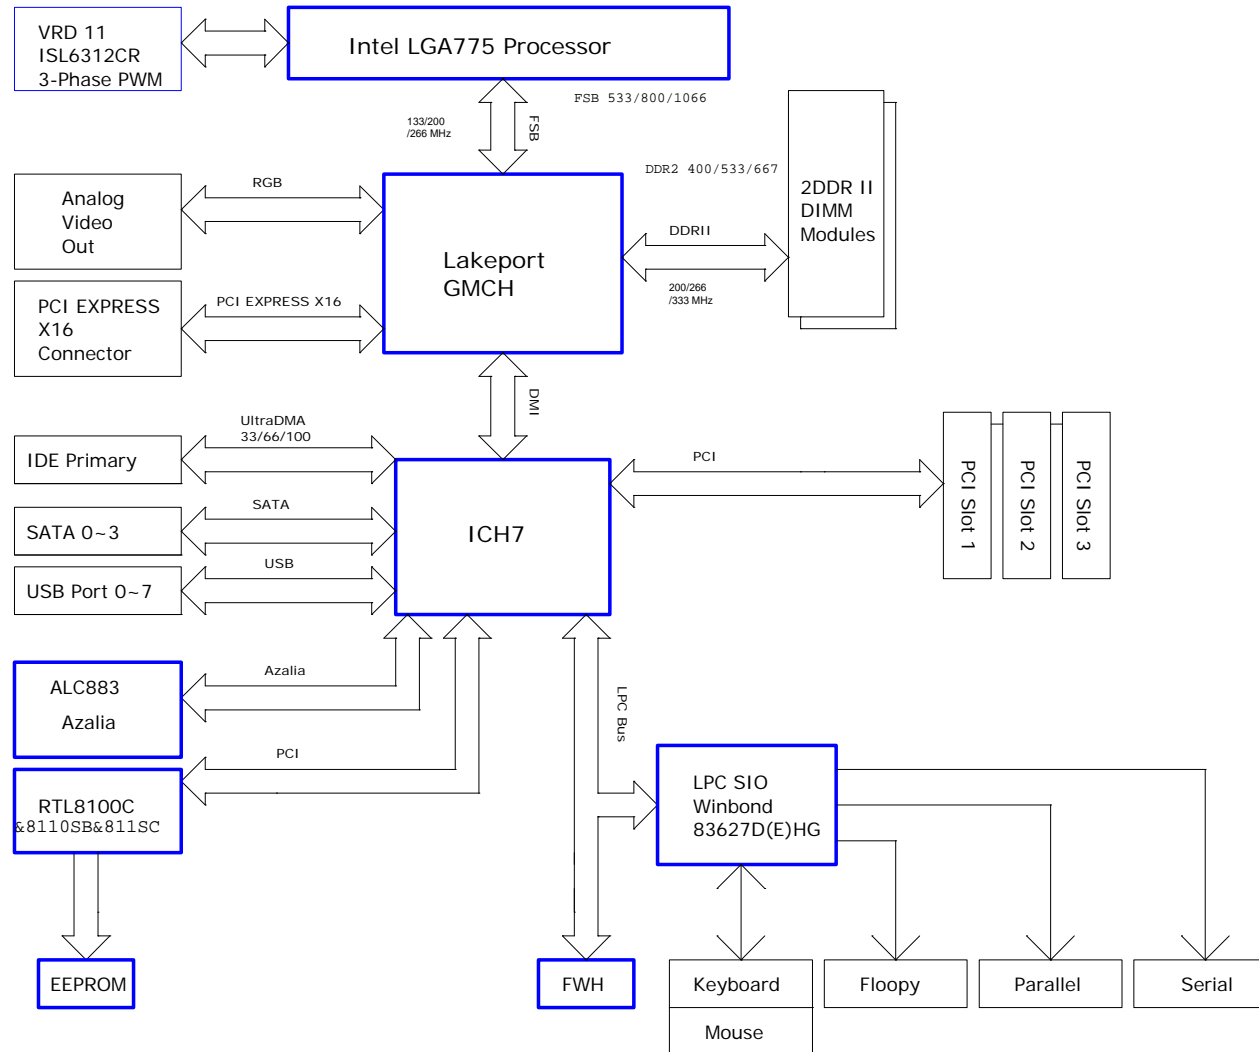 VRD 11
ISL6312CR
3-Phase PWM
Intel LGA775 Processor
FSB 533/800/1066
133/200
/266 MHz
FSB
DDR2 400/533/667
Analog
Video
Out
RGB
Lakeport
GMCH
DDRII
200/266
/333 MHz
2DDR II
DIMM
Modules
PCI EXPRESS
X16
Connector
PCI EXPRESS X16
DMI
UltraDMA
33/66/100
IDE Primary
SATA
SATA 0~3
USB
USB Port 0~7
ICH7
PCI
PCI Slot 1
PCI Slot 2
PCI Slot 3
ALC883
Azalia
Azalia
PCI
RTL8100C
&8110SB&811SC
LPC Bus
LPC SIO
Winbond
83627D(E)HG
EEPROM
FWH
Keyboard
Mouse
Floopy
Parallel
Serial